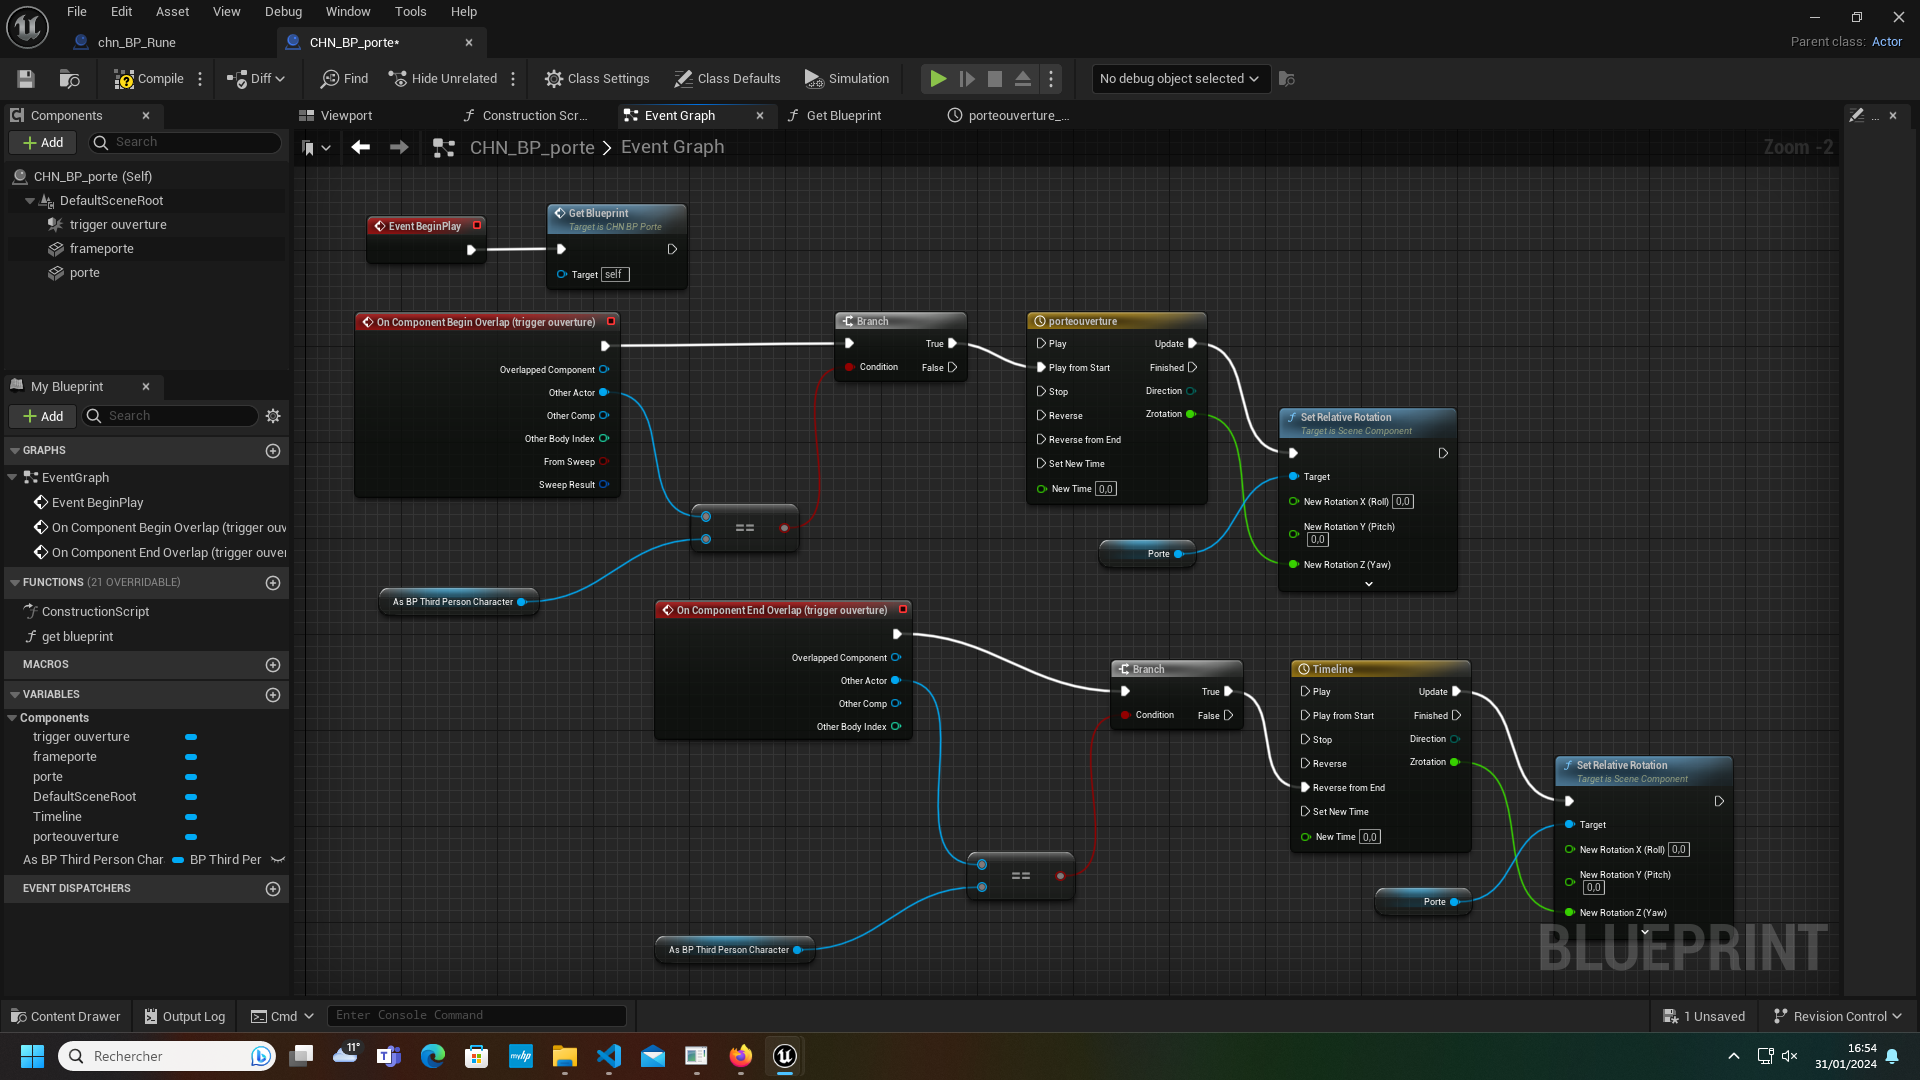 File Edit Asset View Debug Window Tools Help
chn_BP_Rune
CHN_BP_porte*
Parent class: Actor
Compile
Diff
Find
Hide Unrelated
Class Settings
Class Defaults
Simulation
No debug object selected
Components
Viewport
Construction Scr...
Event Graph
Get Blueprint
porteouverture_...
...
Add
Search
CHN_BP_porte > Event Graph
Zoom -2
CHN_BP_porte (Self)
DefaultSceneRoot
trigger ouverture
frameporte
porte
My Blueprint
Add
Search
GRAPHS
EventGraph
Event BeginPlay
On Component Begin Overlap (trigger ouv
On Component End Overlap (trigger ouver
FUNCTIONS (21 OVERRIDABLE)
ConstructionScript
get blueprint
MACROS
VARIABLES
Components
trigger ouverture
frameporte
porte
DefaultSceneRoot
Timeline
porteouverture
As BP Third Person Char BP Third Per
EVENT DISPATCHERS
Event BeginPlay
Get Blueprint
Target is CHN BP Porte
Target self
On Component Begin Overlap (trigger ouverture)
Overlapped Component
Other Actor
Other Comp
Other Body Index
From Sweep
Sweep Result
Branch
True
Condition False
porteouverture
Play Update
Play from Start Finished
Stop Direction
Reverse Zrotation
Reverse from End
Set New Time
New Time 0,0
Set Relative Rotation
Target is Scene Component
Target
New Rotation X (Roll) 0,0
New Rotation Y (Pitch)
0,0
New Rotation Z (Yaw)
==
Porte
As BP Third Person Character
On Component End Overlap (trigger ouverture)
Overlapped Component
Other Actor
Other Comp
Other Body Index
Branch
True
Condition False
Timeline
Play Update
Play from Start Finished
Stop Direction
Reverse Zrotation
Reverse from End
Set New Time
New Time 0,0
Set Relative Rotation
Target is Scene Component
Target
New Rotation X (Roll) 0,0
New Rotation Y (Pitch)
0,0
New Rotation Z (Yaw)
==
Porte
As BP Third Person Character
BLUEPRINT
Content Drawer
Output Log
Cmd
Enter Console Command
1 Unsaved
Revision Control
Rechercher
11°
myhp
16:54
31/01/2024